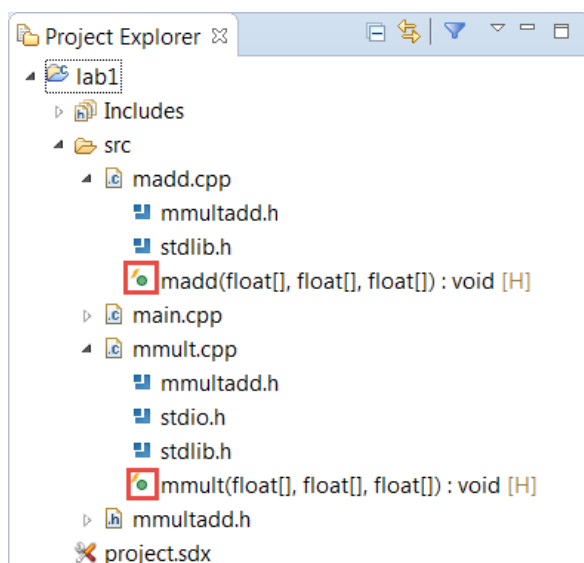 Project Explorer
lab1
Includes
src
madd.cpp
mmultadd.h
stdlib.h
madd(float[], float[], float[]) : void [H]
main.cpp
mmult.cpp
mmultadd.h
stdio.h
stdlib.h
mmult(float[], float[], float[]) : void [H]
mmultadd.h
project.sdx